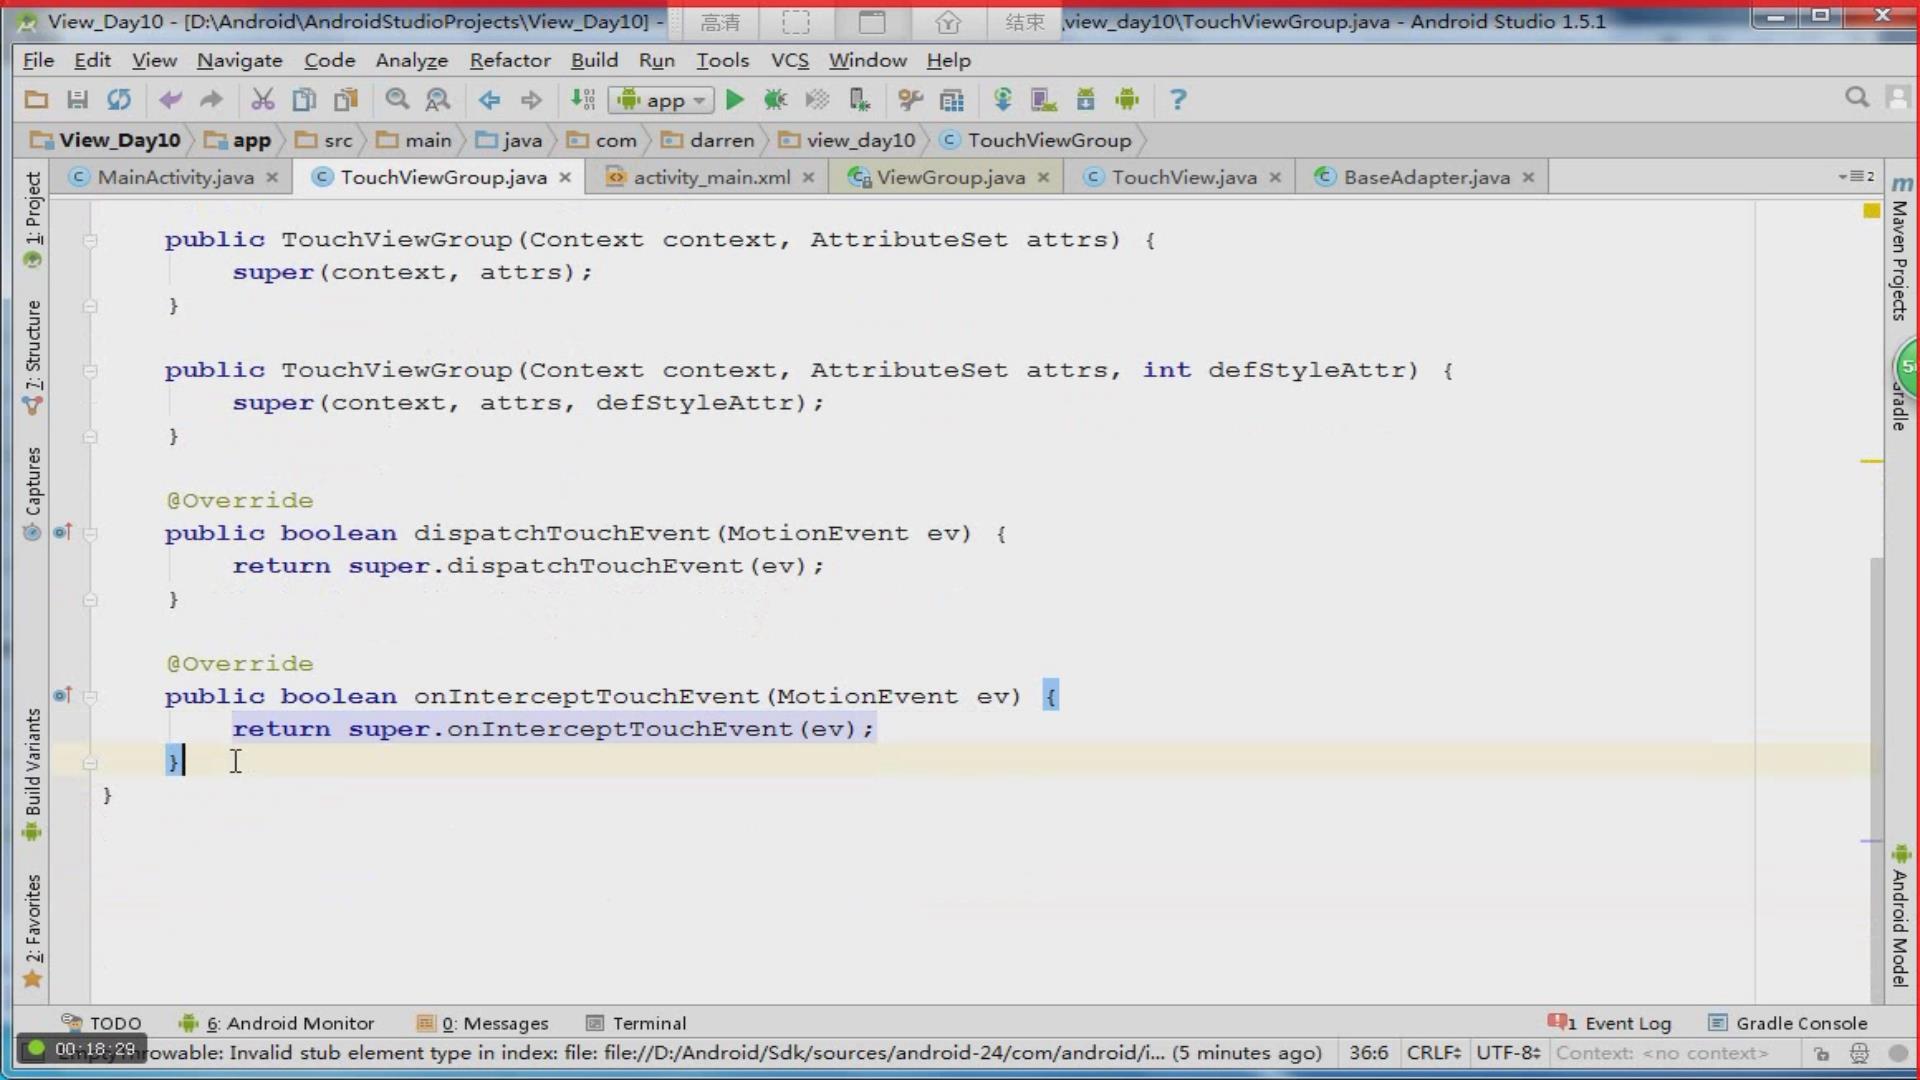 View_Day10 - [D:\Android\AndroidStudioProjects\View_Day10] - 高清 结束 \view_day10\TouchViewGroup.java - Android Studio 1.5.1
File Edit View Navigate Code Analyze Refactor Build Run Tools VCS Window Help
app
View_Day10 app src main java com darren view_day10 TouchViewGroup
MainActivity.java TouchViewGroup.java activity_main.xml ViewGroup.java TouchView.java BaseAdapter.java 2
public TouchViewGroup(Context context, AttributeSet attrs) {
super(context, attrs);
}
public TouchViewGroup(Context context, AttributeSet attrs, int defStyleAttr) {
super(context, attrs, defStyleAttr);
}
@Override
public boolean dispatchTouchEvent(MotionEvent ev) {
return super.dispatchTouchEvent(ev);
}
@Override
public boolean onInterceptTouchEvent(MotionEvent ev) {
return super.onInterceptTouchEvent(ev);
}
}
1: Project
7: Structure
Captures
Build Variants
2: Favorites
Maven Projects
Android Model
TODO 6: Android Monitor 0: Messages Terminal 1 Event Log Gradle Console
00:18:29
rowable: Invalid stub element type in index: file: file://D:/Android/Sdk/sources/android-24/com/android/i... (5 minutes ago) 36:6 CRLF UTF-8 Context: <no context>